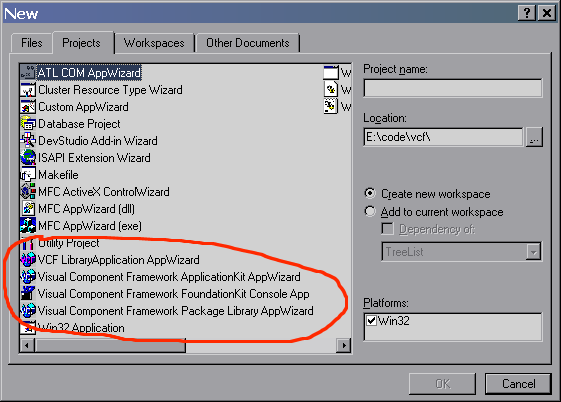 New
Files
Projects
Workspaces
Other Documents
ATL COM AppWizard
Cluster Resource Type Wizard
Custom AppWizard
Database Project
DevStudio Add-in Wizard
ISAPI Extension Wizard
Makefile
MFC ActiveX ControlWizard
MFC AppWizard (dll)
MFC AppWizard (exe)
Utility Project
VCF LibraryApplication AppWizard
Visual Component Framework ApplicationKit AppWizard
Visual Component Framework FoundationKit Console App
Visual Component Framework Package Library AppWizard
Win32 Application
W
W
W
Project name:
Location:
E:\code\vcf\
...
Create new workspace
Add to current workspace
Dependency of:
TreeList
Platforms:
Win32
OK
Cancel